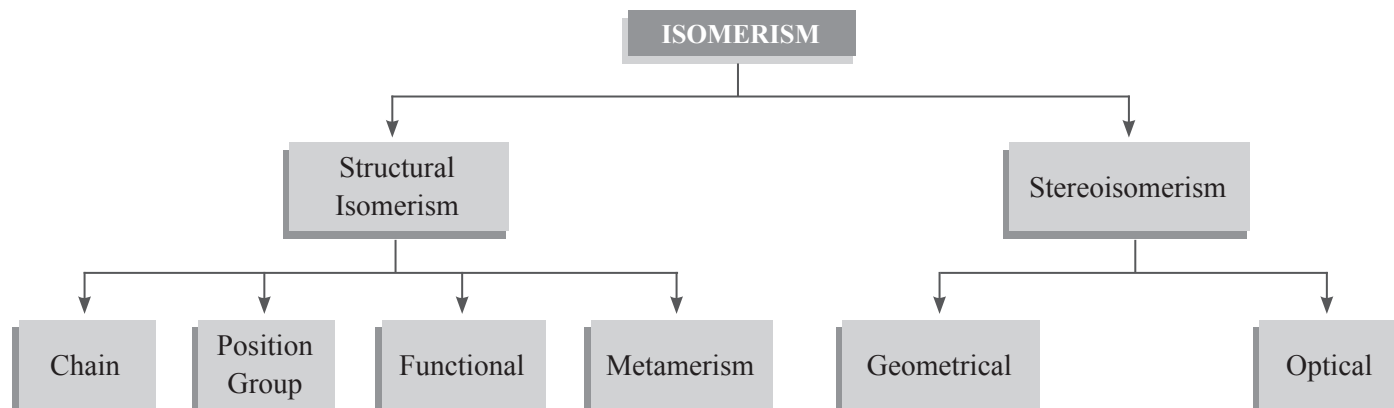 ISOMERISM
Structural
Isomerism
Stereoisomerism
Chain
Position
Group
Functional
Metamerism
Geometrical
Optical